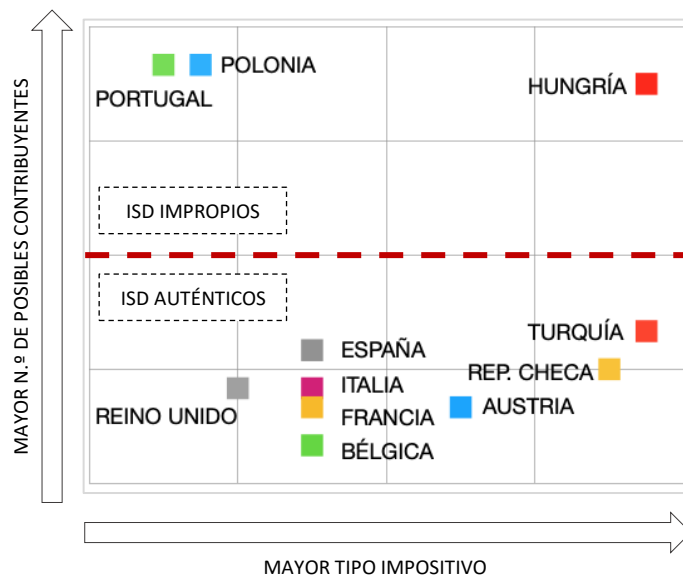 MAYOR N.º DE POSIBLES CONTRIBUYENTES
POLONIA
PORTUGAL
HUNGRÍA
ISD IMPROPIOS
ISD AUTÉNTICOS
TURQUÍA
ESPAÑA
REP. CHECA
ITALIA
AUSTRIA
REINO UNIDO
FRANCIA
BÉLGICA
MAYOR TIPO IMPOSITIVO